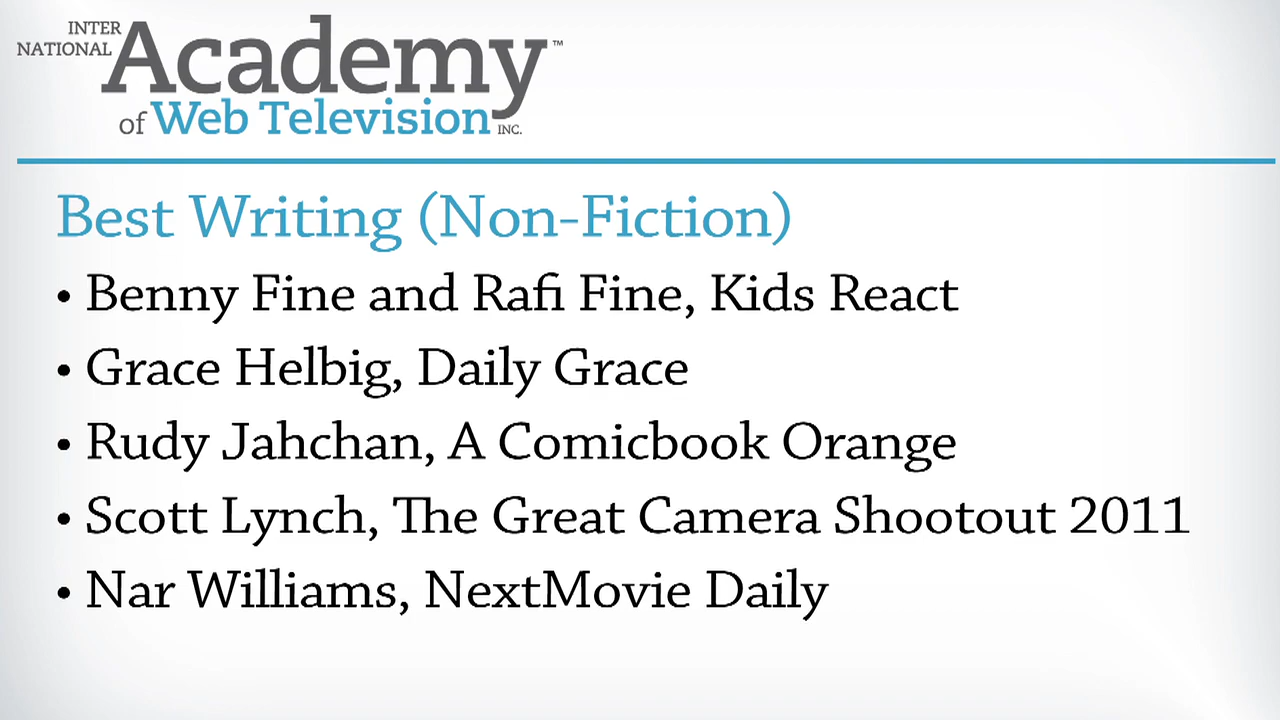 INTER
NATIONAL
Academy™
of Web Television INC.
Best Writing (Non-Fiction)
• Benny Fine and Rafi Fine, Kids React
• Grace Helbig, Daily Grace
• Rudy Jahchan, A Comicbook Orange
• Scott Lynch, The Great Camera Shootout 2011
• Nar Williams, NextMovie Daily